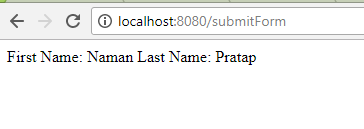 localhost:8080/submitForm
First Name: Naman Last Name: Pratap